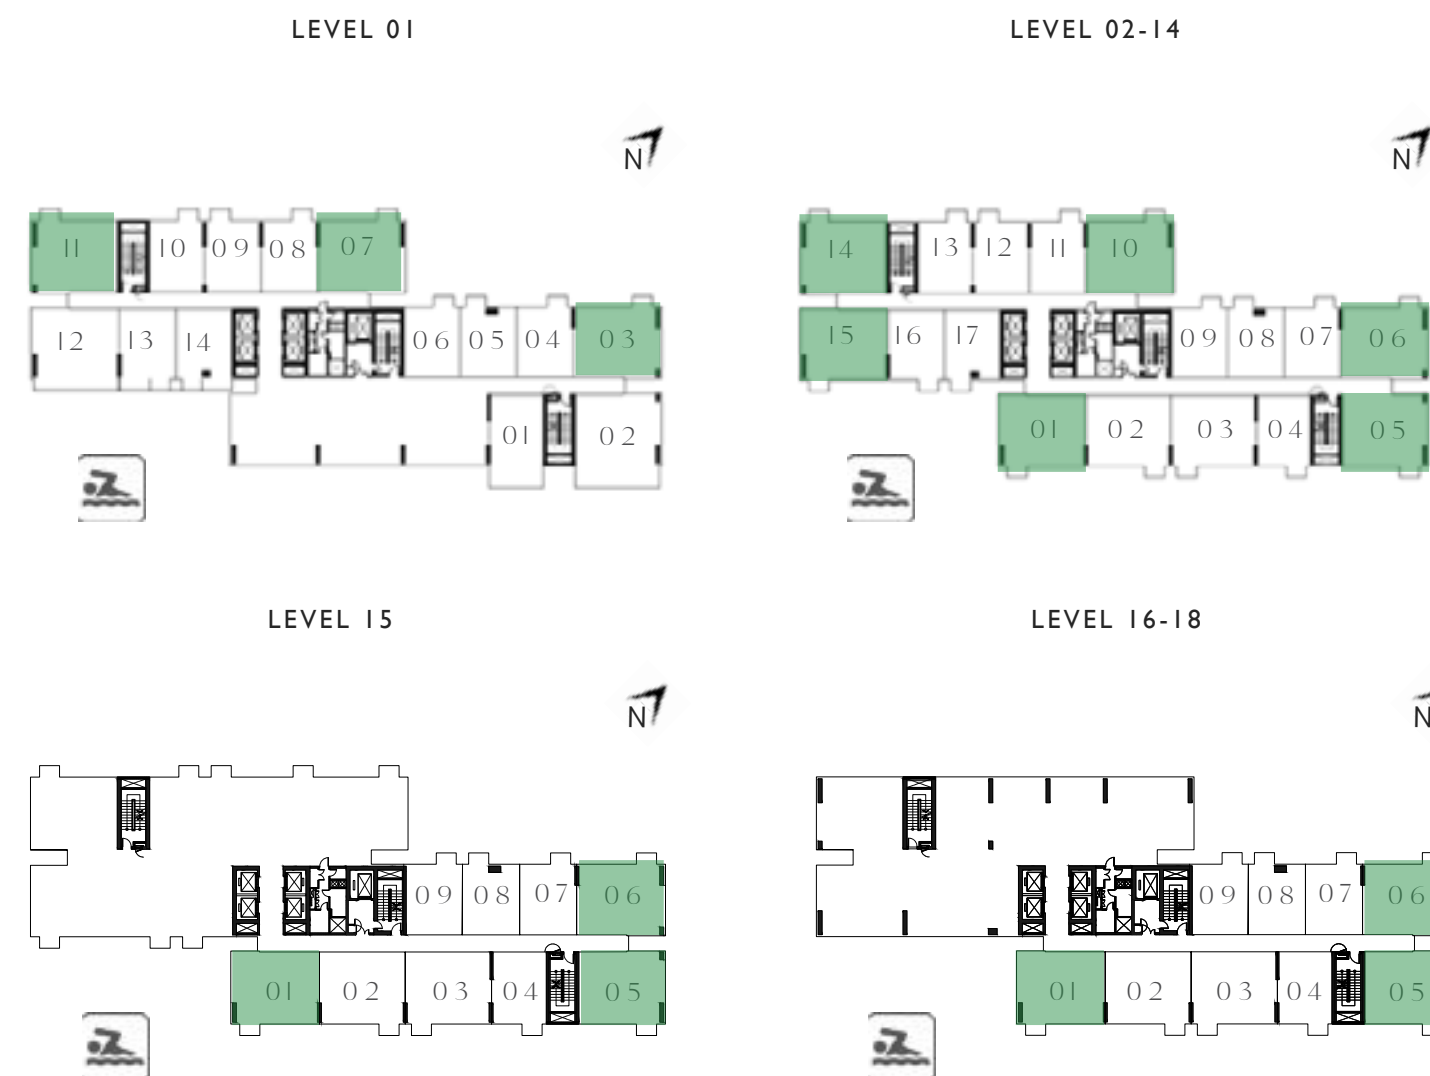 LEVEL 01
N
11 10 09 08 07
12 13 14 06 05 04 03
01 02
LEVEL 02-14
N
14 13 12 11 10
15 16 17 09 08 07 06
01 02 03 04 05
LEVEL 15
N
09 08 07 06
01 02 03 04 05
LEVEL 16-18
N
09 08 07 06
01 02 03 04 05